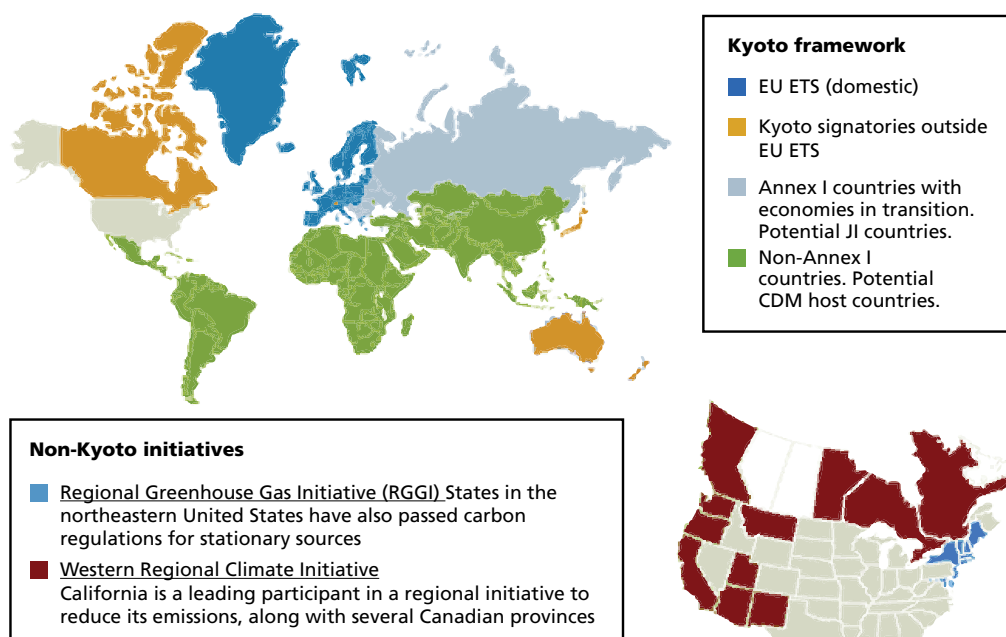 Kyoto framework
EU ETS (domestic)
Kyoto signatories outside
EU ETS
Annex I countries with
economies in transition.
Potential JI countries.
Non-Annex I
countries. Potential
CDM host countries.
Non-Kyoto initiatives
Regional Greenhouse Gas Initiative (RGGI) States in the
northeastern United States have also passed carbon
regulations for stationary sources
Western Regional Climate Initiative
California is a leading participant in a regional initiative to
reduce its emissions, along with several Canadian provinces